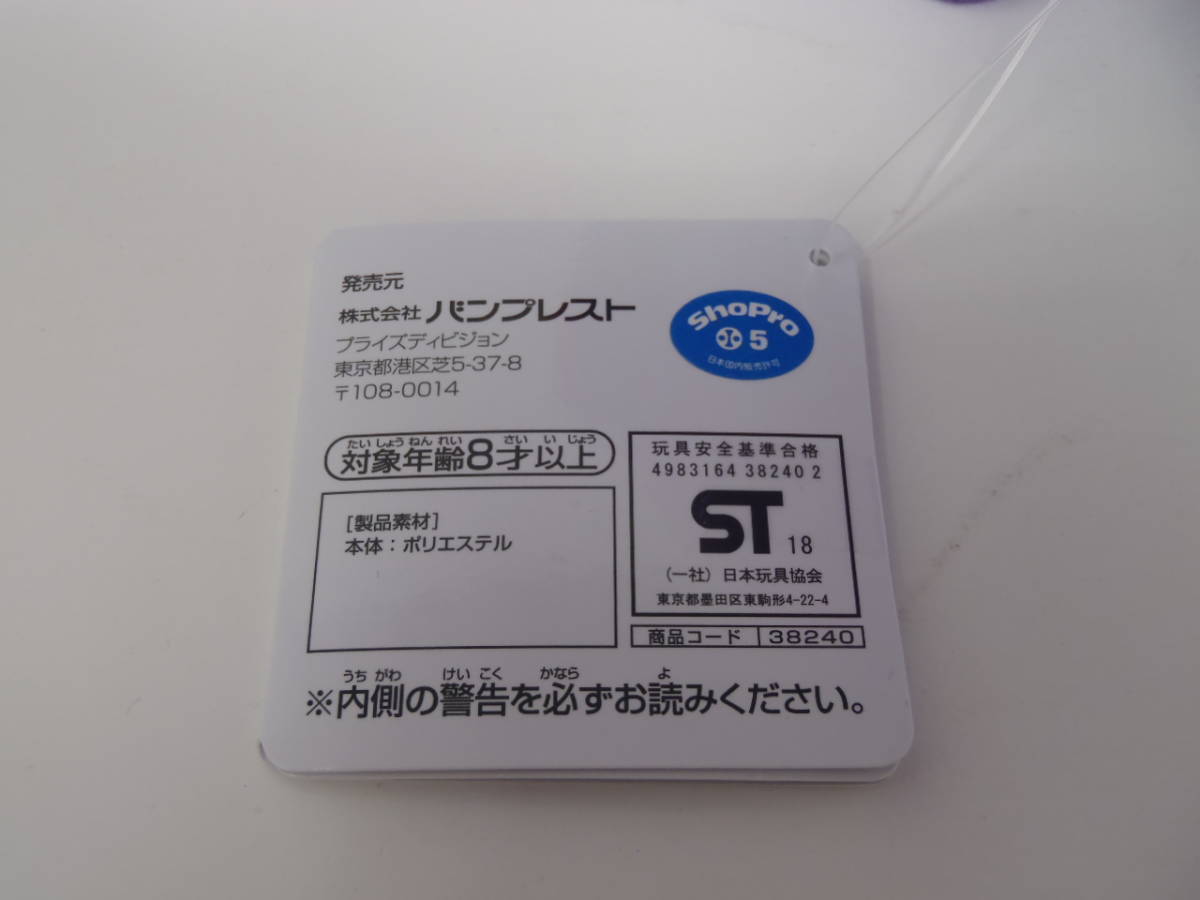 発売元
株式会社 バンプレスト
プライズディビジョン
東京都港区芝5-37-8
〒108-0014
ShoPro
5
日本国内販売許可
たいしょうねんれい さいいじょう
対象年齢8才以上
[製品素材]
本体：ポリエステル
玩具安全基準合格
4983164 38240 2
ST 18
（一社）日本玩具協会
東京都墨田区東駒形4-22-4
商品コード 38240
うちがわ けいこく かなら よ
※内側の警告を必ずお読みください。